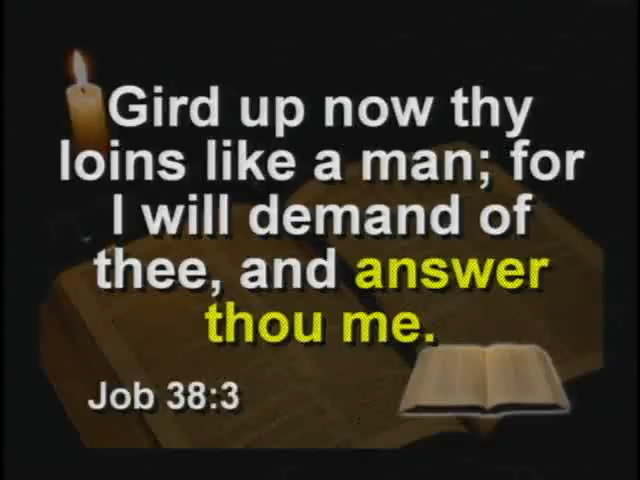 Gird up now thy
loins like a man; for
I will demand of
thee, and answer
thou me.
Job 38:3